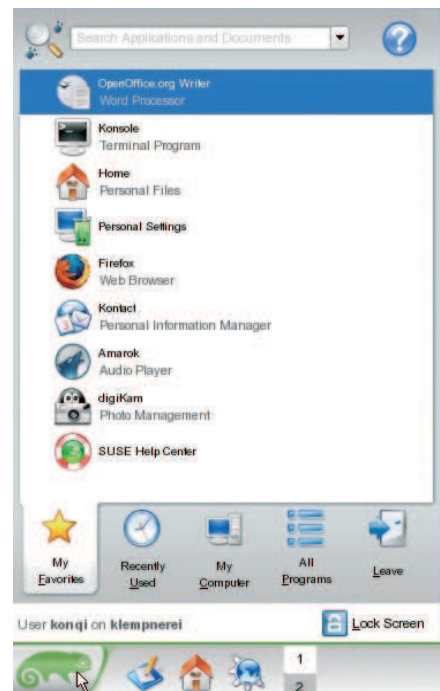 Search Applications and Documents
OpenOffice.org Writer
Word Processor
Konsole
Terminal Program
Home
Personal Files
Personal Settings
Firefox
Web Browser
Kontact
Personal Information Manager
Amarok
Audio Player
digiKam
Photo Management
SUSE Help Center
My Favorites
Recently Used
My Computer
All Programs
Leave
User konqi on klempnerei
Lock Screen
1
2